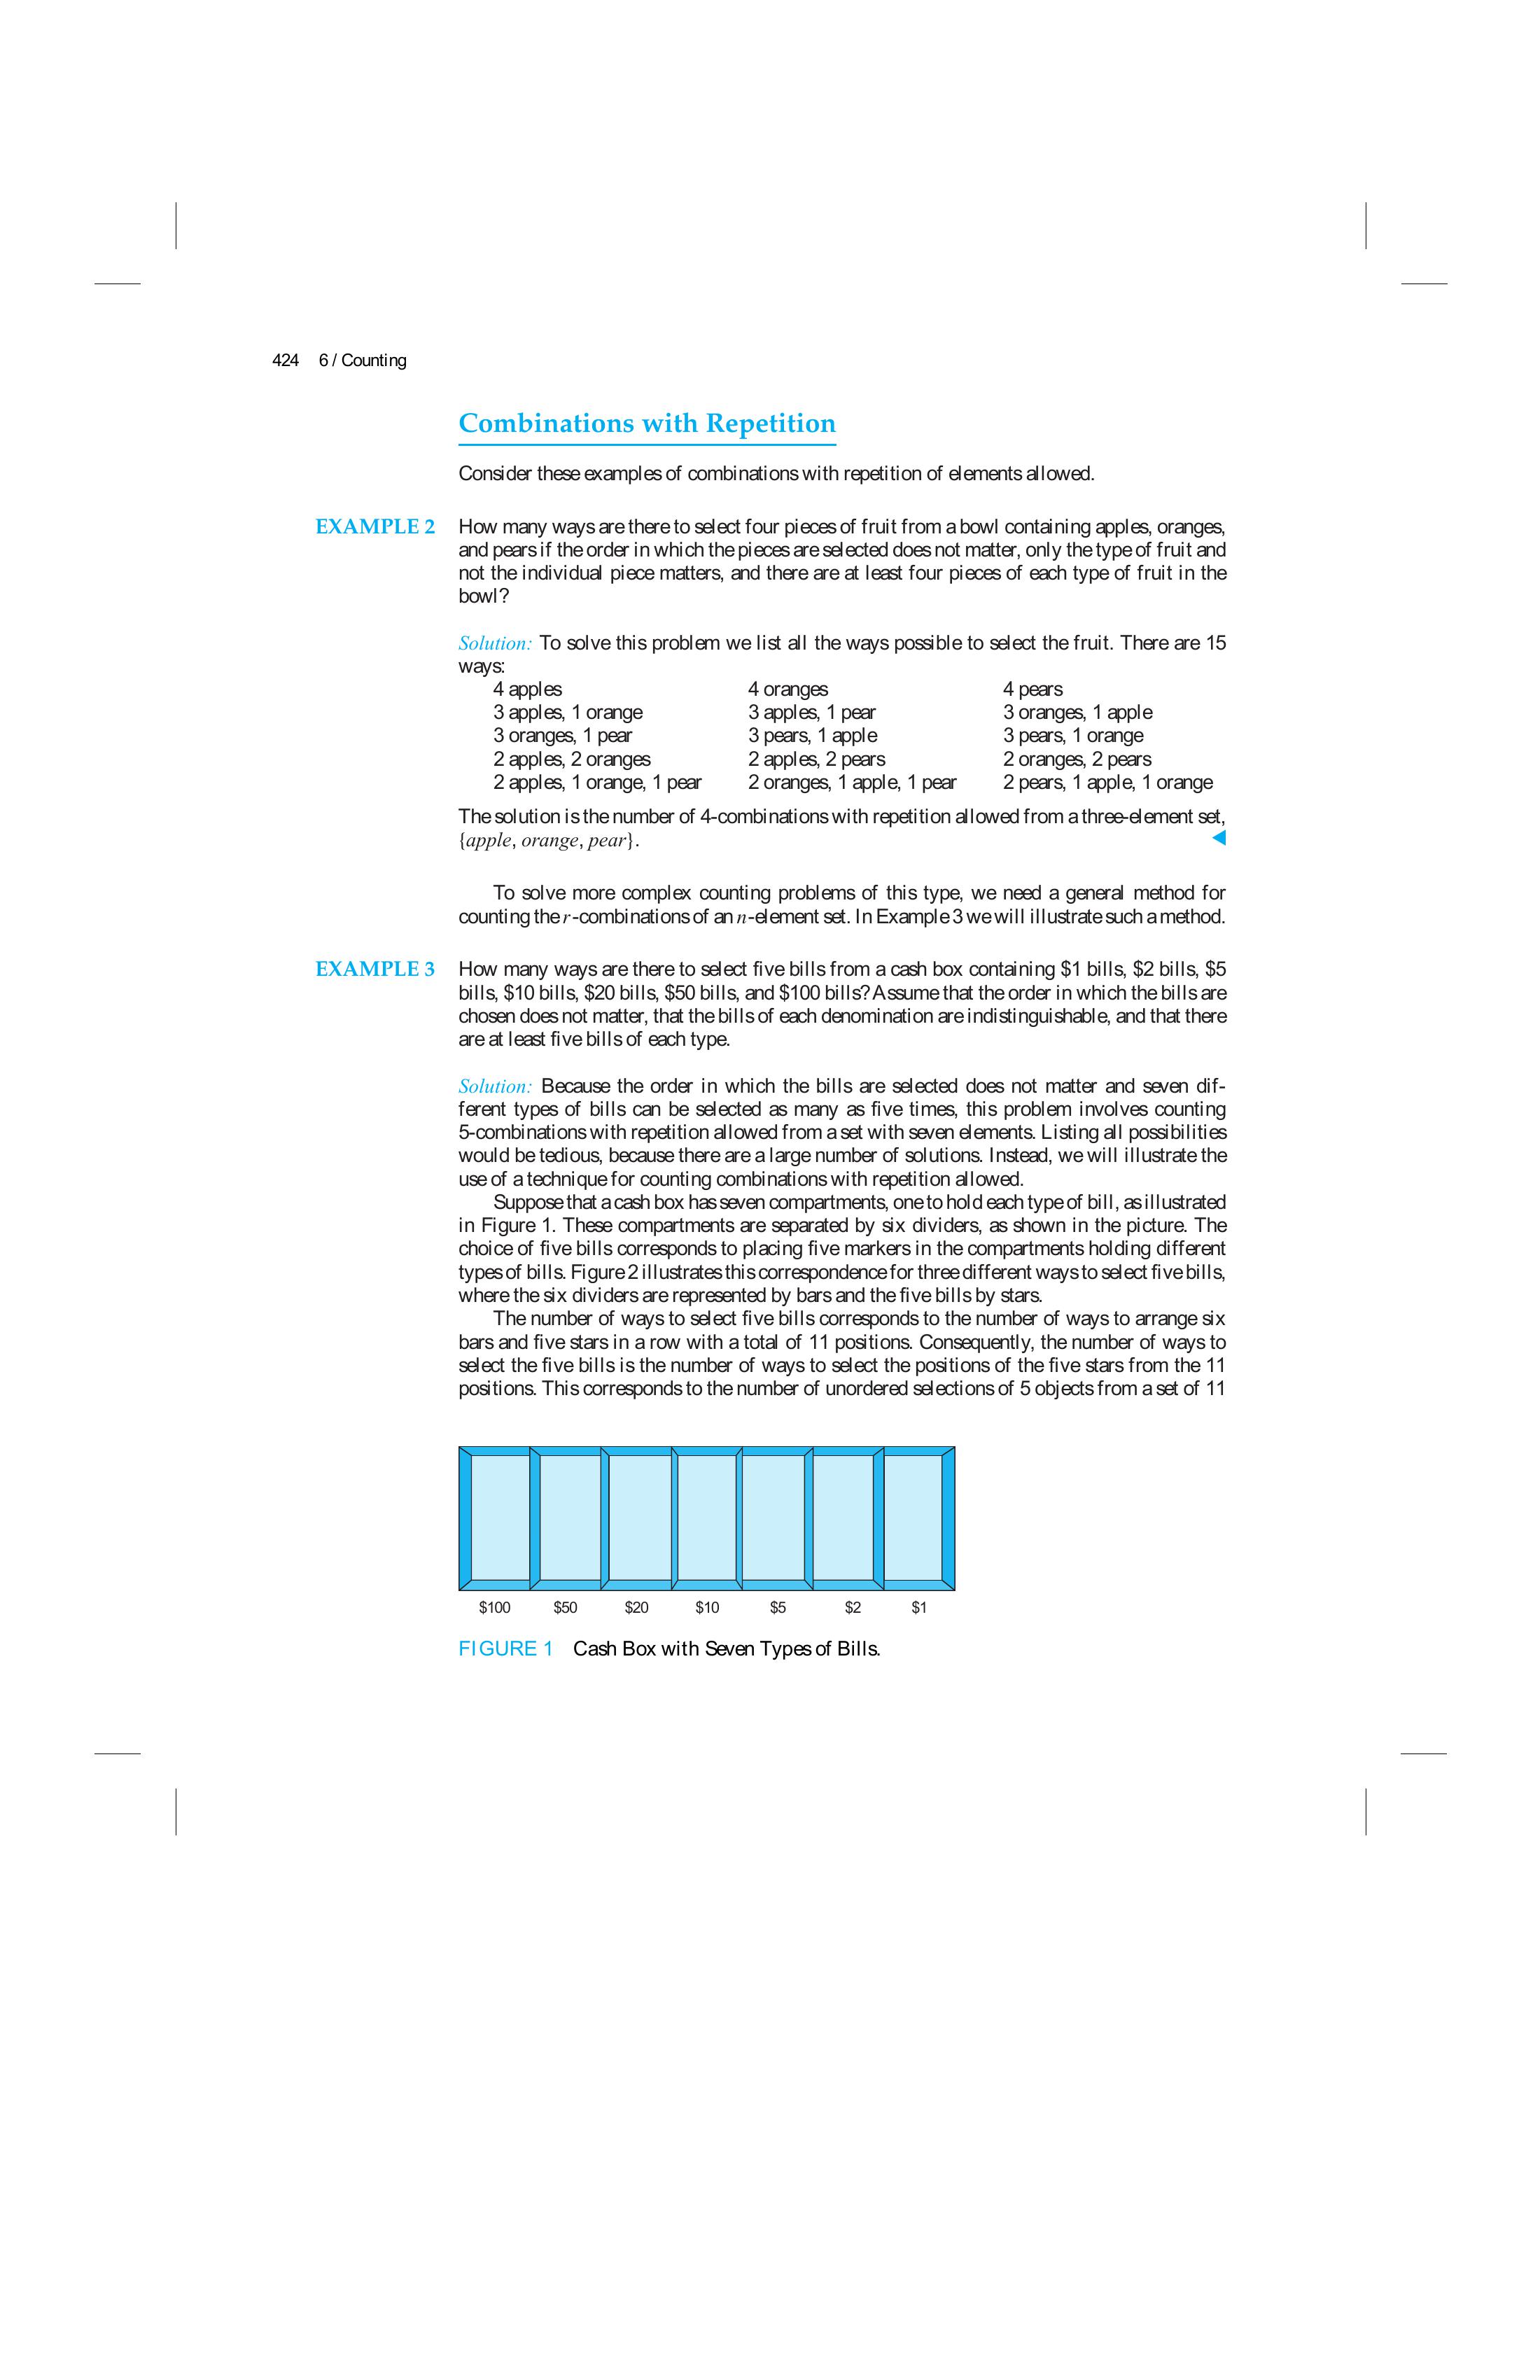 424 6 / Counting
Combinations with Repetition
Consider these examples of combinations with repetition of elements allowed.
EXAMPLE 2 How many ways are there to select four pieces of fruit from a bowl containing apples, oranges,
and pears if the order in which the pieces are selected does not matter, only the type of fruit and
not the individual piece matters, and there are at least four pieces of each type of fruit in the
bowl?
Solution: To solve this problem we list all the ways possible to select the fruit. There are 15
ways:
4 apples 4 oranges 4 pears
3 apples, 1 orange 3 apples, 1 pear 3 oranges, 1 apple
3 oranges, 1 pear 3 pears, 1 apple 3 pears, 1 orange
2 apples, 2 oranges 2 apples, 2 pears 2 oranges, 2 pears
2 apples, 1 orange, 1 pear 2 oranges, 1 apple, 1 pear 2 pears, 1 apple, 1 orange
The solution is the number of 4-combinations with repetition allowed from a three-element set,
{apple, orange, pear}.
To solve more complex counting problems of this type, we need a general method for
counting the r-combinations of an n-element set. In Example 3 we will illustrate such a method.
EXAMPLE 3 How many ways are there to select five bills from a cash box containing $1 bills, $2 bills, $5
bills, $10 bills, $20 bills, $50 bills, and $100 bills? Assume that the order in which the bills are
chosen does not matter, that the bills of each denomination are indistinguishable, and that there
are at least five bills of each type.
Solution: Because the order in which the bills are selected does not matter and seven dif-
ferent types of bills can be selected as many as five times, this problem involves counting
5-combinations with repetition allowed from a set with seven elements. Listing all possibilities
would be tedious, because there are a large number of solutions. Instead, we will illustrate the
use of a technique for counting combinations with repetition allowed.
Suppose that a cash box has seven compartments, one to hold each type of bill, as illustrated
in Figure 1. These compartments are separated by six dividers, as shown in the picture. The
choice of five bills corresponds to placing five markers in the compartments holding different
types of bills. Figure 2 illustrates this correspondence for three different ways to select five bills,
where the six dividers are represented by bars and the five bills by stars.
The number of ways to select five bills corresponds to the number of ways to arrange six
bars and five stars in a row with a total of 11 positions. Consequently, the number of ways to
select the five bills is the number of ways to select the positions of the five stars from the 11
positions. This corresponds to the number of unordered selections of 5 objects from a set of 11
$100 $50 $20 $10 $5 $2 $1
FIGURE 1 Cash Box with Seven Types of Bills.